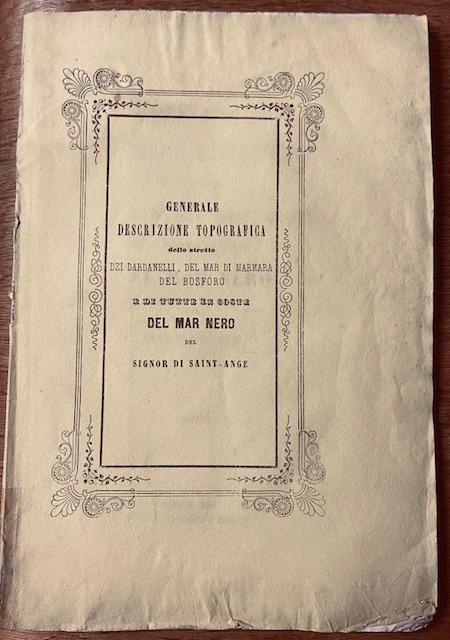 GENERALE
DESCRIZIONE TOPOGRAFICA
dello stretto
DEI DARDANELLI, DEL MAR DI MARMARA
DEL BOSFORO
E DI TUTTE LE COSTE
DEL MAR NERO
DEL
SIGNOR DI SAINT-ANGE